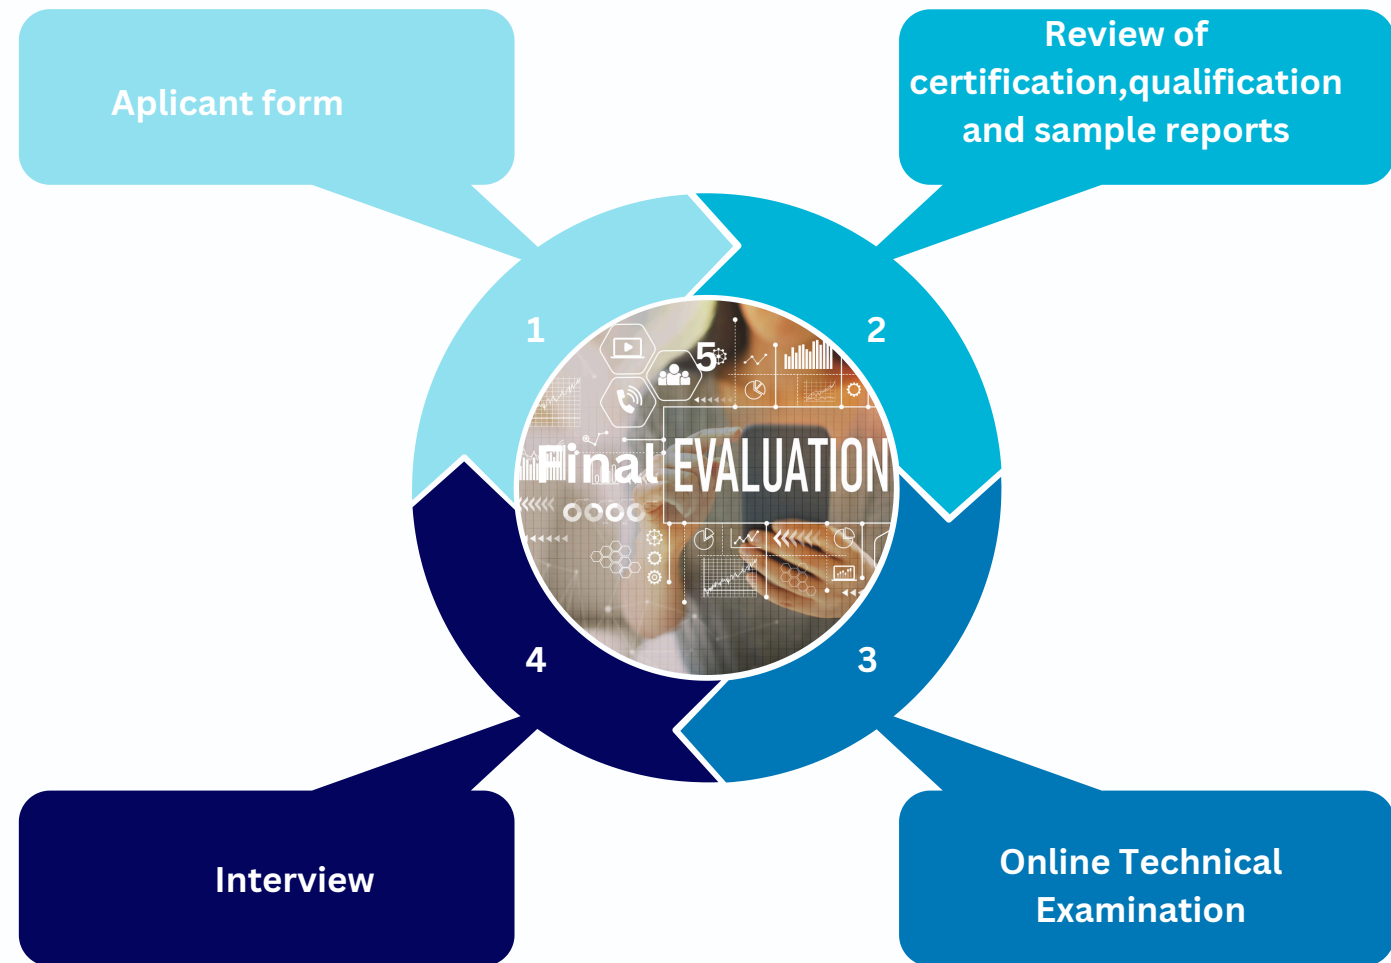 Aplicant form
Review of
certification,qualification
and sample reports
1
2
5
Final EVALUATION
4
3
Interview
Online Technical
Examination